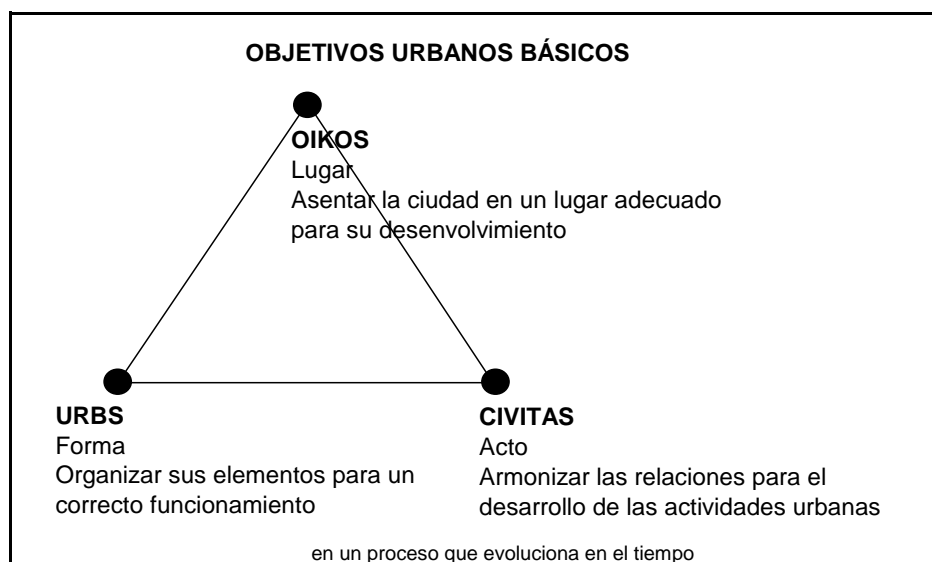 OBJETIVOS URBANOS BÁSICOS
OIKOS
Lugar
Asentar la ciudad en un lugar adecuado
para su desenvolvimiento
URBS
Forma
Organizar sus elementos para un
correcto funcionamiento
CIVITAS
Acto
Armonizar las relaciones para el
desarrollo de las actividades urbanas
en un proceso que evoluciona en el tiempo